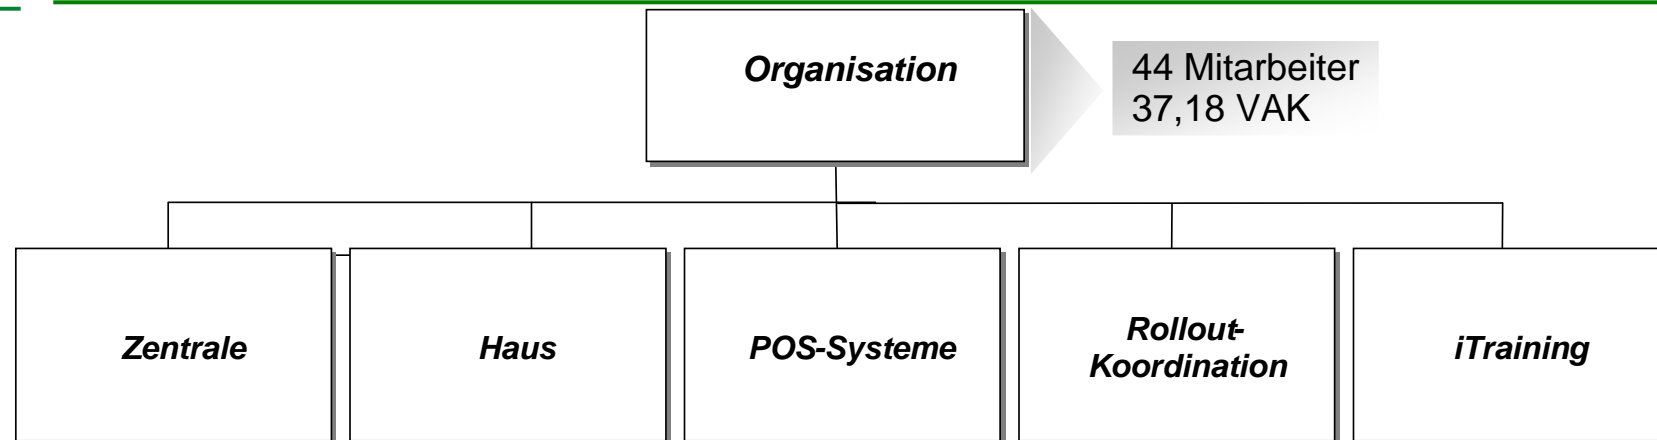 Organisation
44 Mitarbeiter
37,18 VAK
Zentrale
Haus
POS-Systeme
Rollout-
Koordination
iTraining